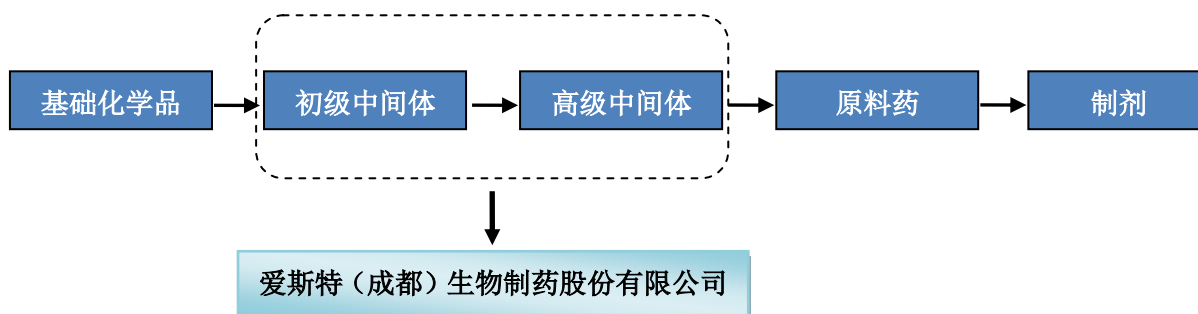 基础化学品
初级中间体
高级中间体
原料药
制剂
爱斯特（成都）生物制药股份有限公司